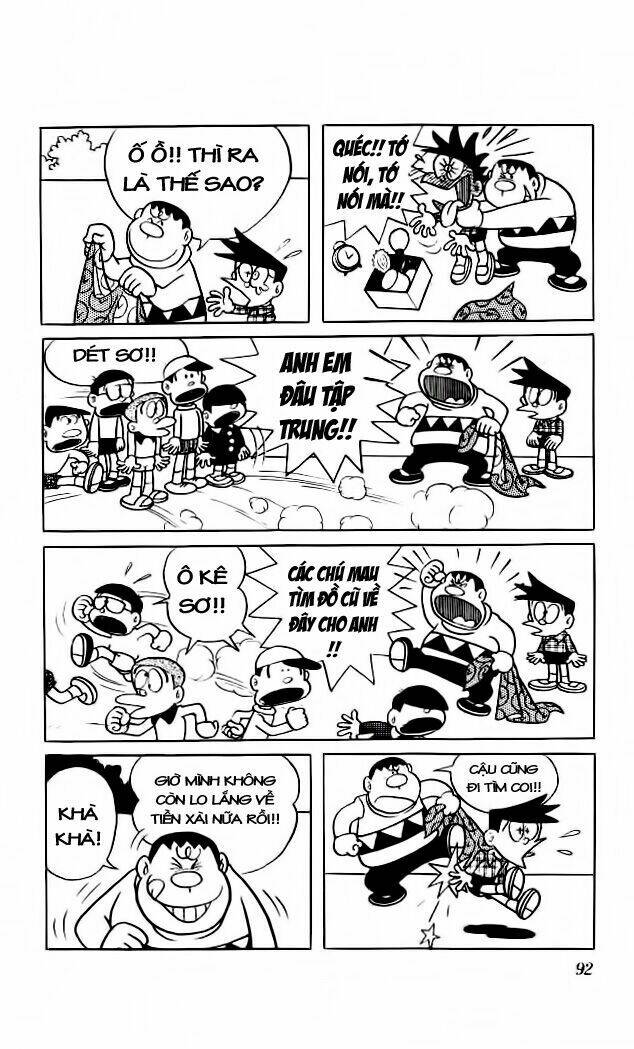 QUÉC!! TỚ
NÓI, TỚ
NÓI MÀ!!
Ố Ồ!! THÌ RA
LÀ THẾ SAO?
ANH EM
ĐÂU TẬP
TRUNG!!
DÉT SƠ!!
CÁC CHÚ MAU
TÌM ĐỒ CŨ VỀ
ĐÂY CHO ANH
!!
Ô KÊ
SƠ!!
CẬU CŨNG
ĐI TÌM COI!!
GIỜ MÌNH KHÔNG
CÒN LO LẮNG VỀ
TIỀN XÀI NỮA RỒI!!
KHÀ
KHÀ!
92